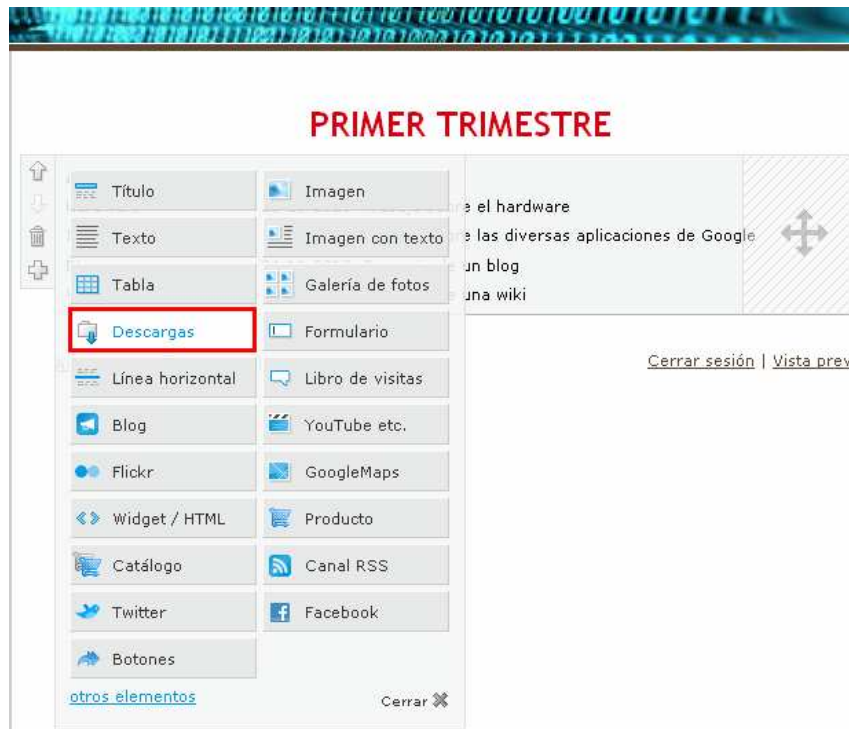 PRIMER TRIMESTRE
Título
Imagen
e el hardware
Texto
Imagen con texto
e las diversas aplicaciones de Google
un blog
Tabla
Galería de fotos
una wiki
Descargas
Formulario
Cerrar sesión | Vista prev
Línea horizontal
Libro de visitas
Blog
YouTube etc.
Flickr
GoogleMaps
Widget / HTML
Producto
Catálogo
Canal RSS
Twitter
Facebook
Botones
otros elementos
Cerrar